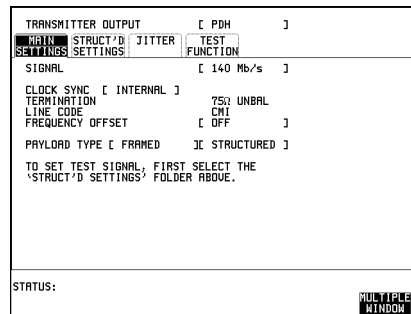 TRANSMITTER OUTPUT [ PDH ]
MAIN SETTINGS STRUCT'D SETTINGS JITTER TEST FUNCTION
SIGNAL [ 140 Mb/s ]
CLOCK SYNC [ INTERNAL ]
TERMINATION 75Ω UNBAL
LINE CODE CMI
FREQUENCY OFFSET [ OFF ]
PAYLOAD TYPE [ FRAMED ][ STRUCTURED ]
TO SET TEST SIGNAL, FIRST SELECT THE
'STRUCT'D SETTINGS' FOLDER ABOVE.
STATUS:
MULTIPLE
WINDOW